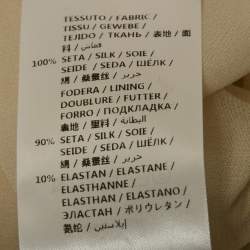 TESSUTO / FABRIC /
TISSU / GEWEBE /
TEJIDO / ТКАНЬ / 表地 / 面
料 / قماش /
100% SETA / SILK / SOIE /
SEIDE / SEDA / ШЁЛК /
絹 / 桑蚕丝 / حرير /
FODERA / LINING /
DOUBLURE / FUTTER /
FORRO / ПОДКЛАДКА /
裏地 / 里料 / البطانة /
90% SETA / SILK / SOIE /
SEIDE / SEDA / ШЁЛК /
絹 / 桑蚕丝 / حرير /
10% ELASTAN / ELASTANE /
ELASTHANNE /
ELASTHAN / ELASTANO /
ЭЛАСТАН / ポリウレタン /
氨纶 / إيلاستين /